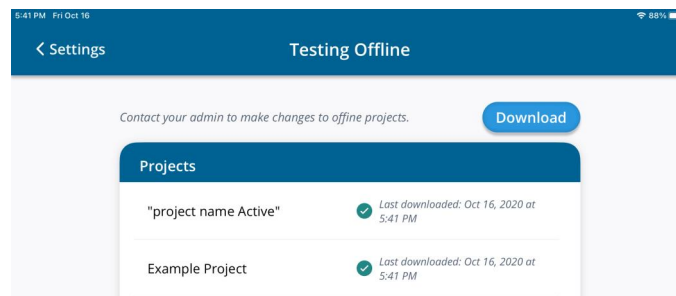 5:41 PM Fri Oct 16
88%
Settings
Testing Offline
Contact your admin to make changes to offine projects.
Download
Projects
"project name Active"
Last downloaded: Oct 16, 2020 at
5:41 PM
Example Project
Last downloaded: Oct 16, 2020 at
5:41 PM